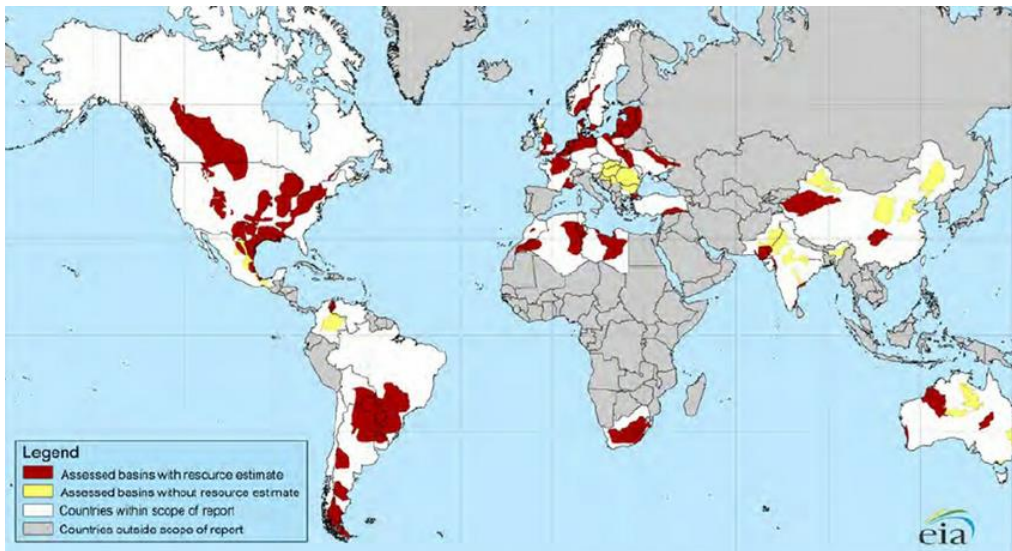 Legend
Assessed basins with resource estimate
Assessed basins without resource estimate
Countries within scope of report
Countries outside scope of report
eia